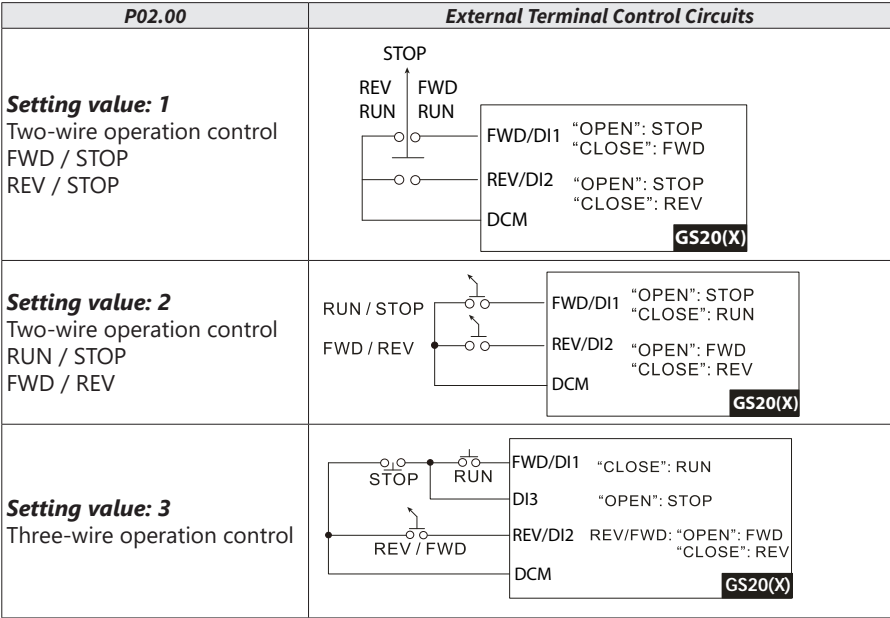 P02.00
External Terminal Control Circuits
Setting value: 1
Two-wire operation control
FWD / STOP
REV / STOP
STOP
REV FWD
RUN RUN
FWD/DI1 "OPEN": STOP
"CLOSE": FWD
REV/DI2 "OPEN": STOP
"CLOSE": REV
DCM
GS20(X)
Setting value: 2
Two-wire operation control
RUN / STOP
FWD / REV
RUN / STOP
FWD / REV
FWD/DI1 "OPEN": STOP
"CLOSE": RUN
REV/DI2 "OPEN": FWD
"CLOSE": REV
DCM
GS20(X)
Setting value: 3
Three-wire operation control
STOP RUN
FWD/DI1 "CLOSE": RUN
DI3 "OPEN": STOP
REV / FWD
REV/DI2 REV/FWD: "OPEN": FWD
"CLOSE": REV
DCM
GS20(X)